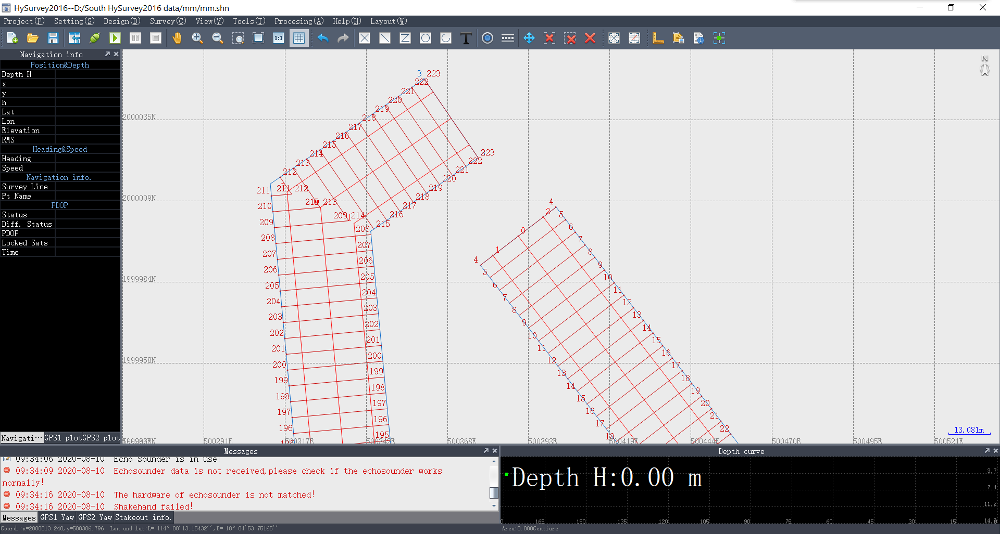 HySurvey2016--D:/South HySurvey2016 data/mm/mm.shn
Project(P) Setting(S) Design(D) Survey(C) View(V) Tools(T) Procesing(A) Help(H) Layout(W)
1:1
T
Navigation info
Position&Depth
Depth H
x
y
h
Lat
Lon
Elevation
RMS
Heading&Speed
Heading
Speed
Navigation info.
Survey Line
Pt Name
PDOP
Status
Diff. Status
PDOP
Locked Sats
Time
Navigati··· GPS1 plot GPS2 plot
N
2000035N
2000009N
1999984N
1999958N
500291E 500317E 500342E 500368E 500393E 500419E 500444E 500470E 500495E 500521E
3 223
222
221
220
219
218
217
216
215
214
213
212
211
210
209
208
207
206
205
204
203
202
201
200
199
198
197
196
223
222
221
220
219
218
217
216
215
211 212
210 213
209 214
208
207
206
205
204
203
202
201
200
199
198
197
196
195
4
2
0
1
4
5
6
7
8
9
10
11
12
13
14
15
16
17
18
19
20
21
22
5
6
7
8
9
10
11
12
13
14
15
16
17
18
13.081m
Messages
09:34:06 2020-08-10 Echo Sounder is in use!
09:34:09 2020-08-10 Echosounder data is not received,please check if the echosounder works
normally!
09:34:16 2020-08-10 The hardware of echosounder is not matched!
09:34:16 2020-08-10 Shakehand failed!
Messages GPS1 Yaw GPS2 Yaw Stakeout info.
Depth curve
Depth H:0.00 m
3.7
7.4
11.2
14.9
165 150 135 120 105 90 75 60 45 30 15 0
Coord.:x=2000013.240,y=500386.796 Lon and lat:L= 114° 00'13.15432'',B= 18° 04'53.75165''
Area:0.000Centiare